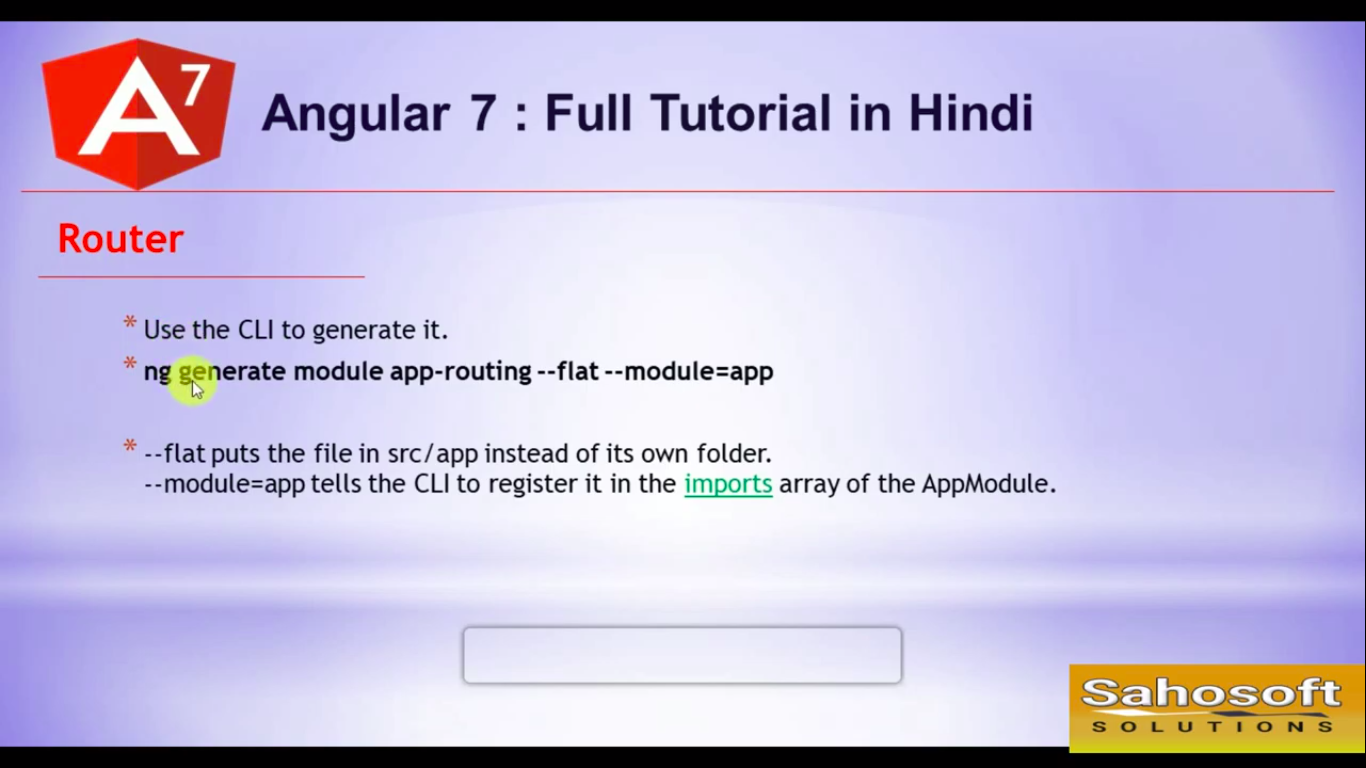 A7
Angular 7 : Full Tutorial in Hindi
Router
* Use the CLI to generate it.
* ng generate module app-routing --flat --module=app
* --flat puts the file in src/app instead of its own folder.
--module=app tells the CLI to register it in the imports array of the AppModule.
Sahosoft
SOLUTIONS